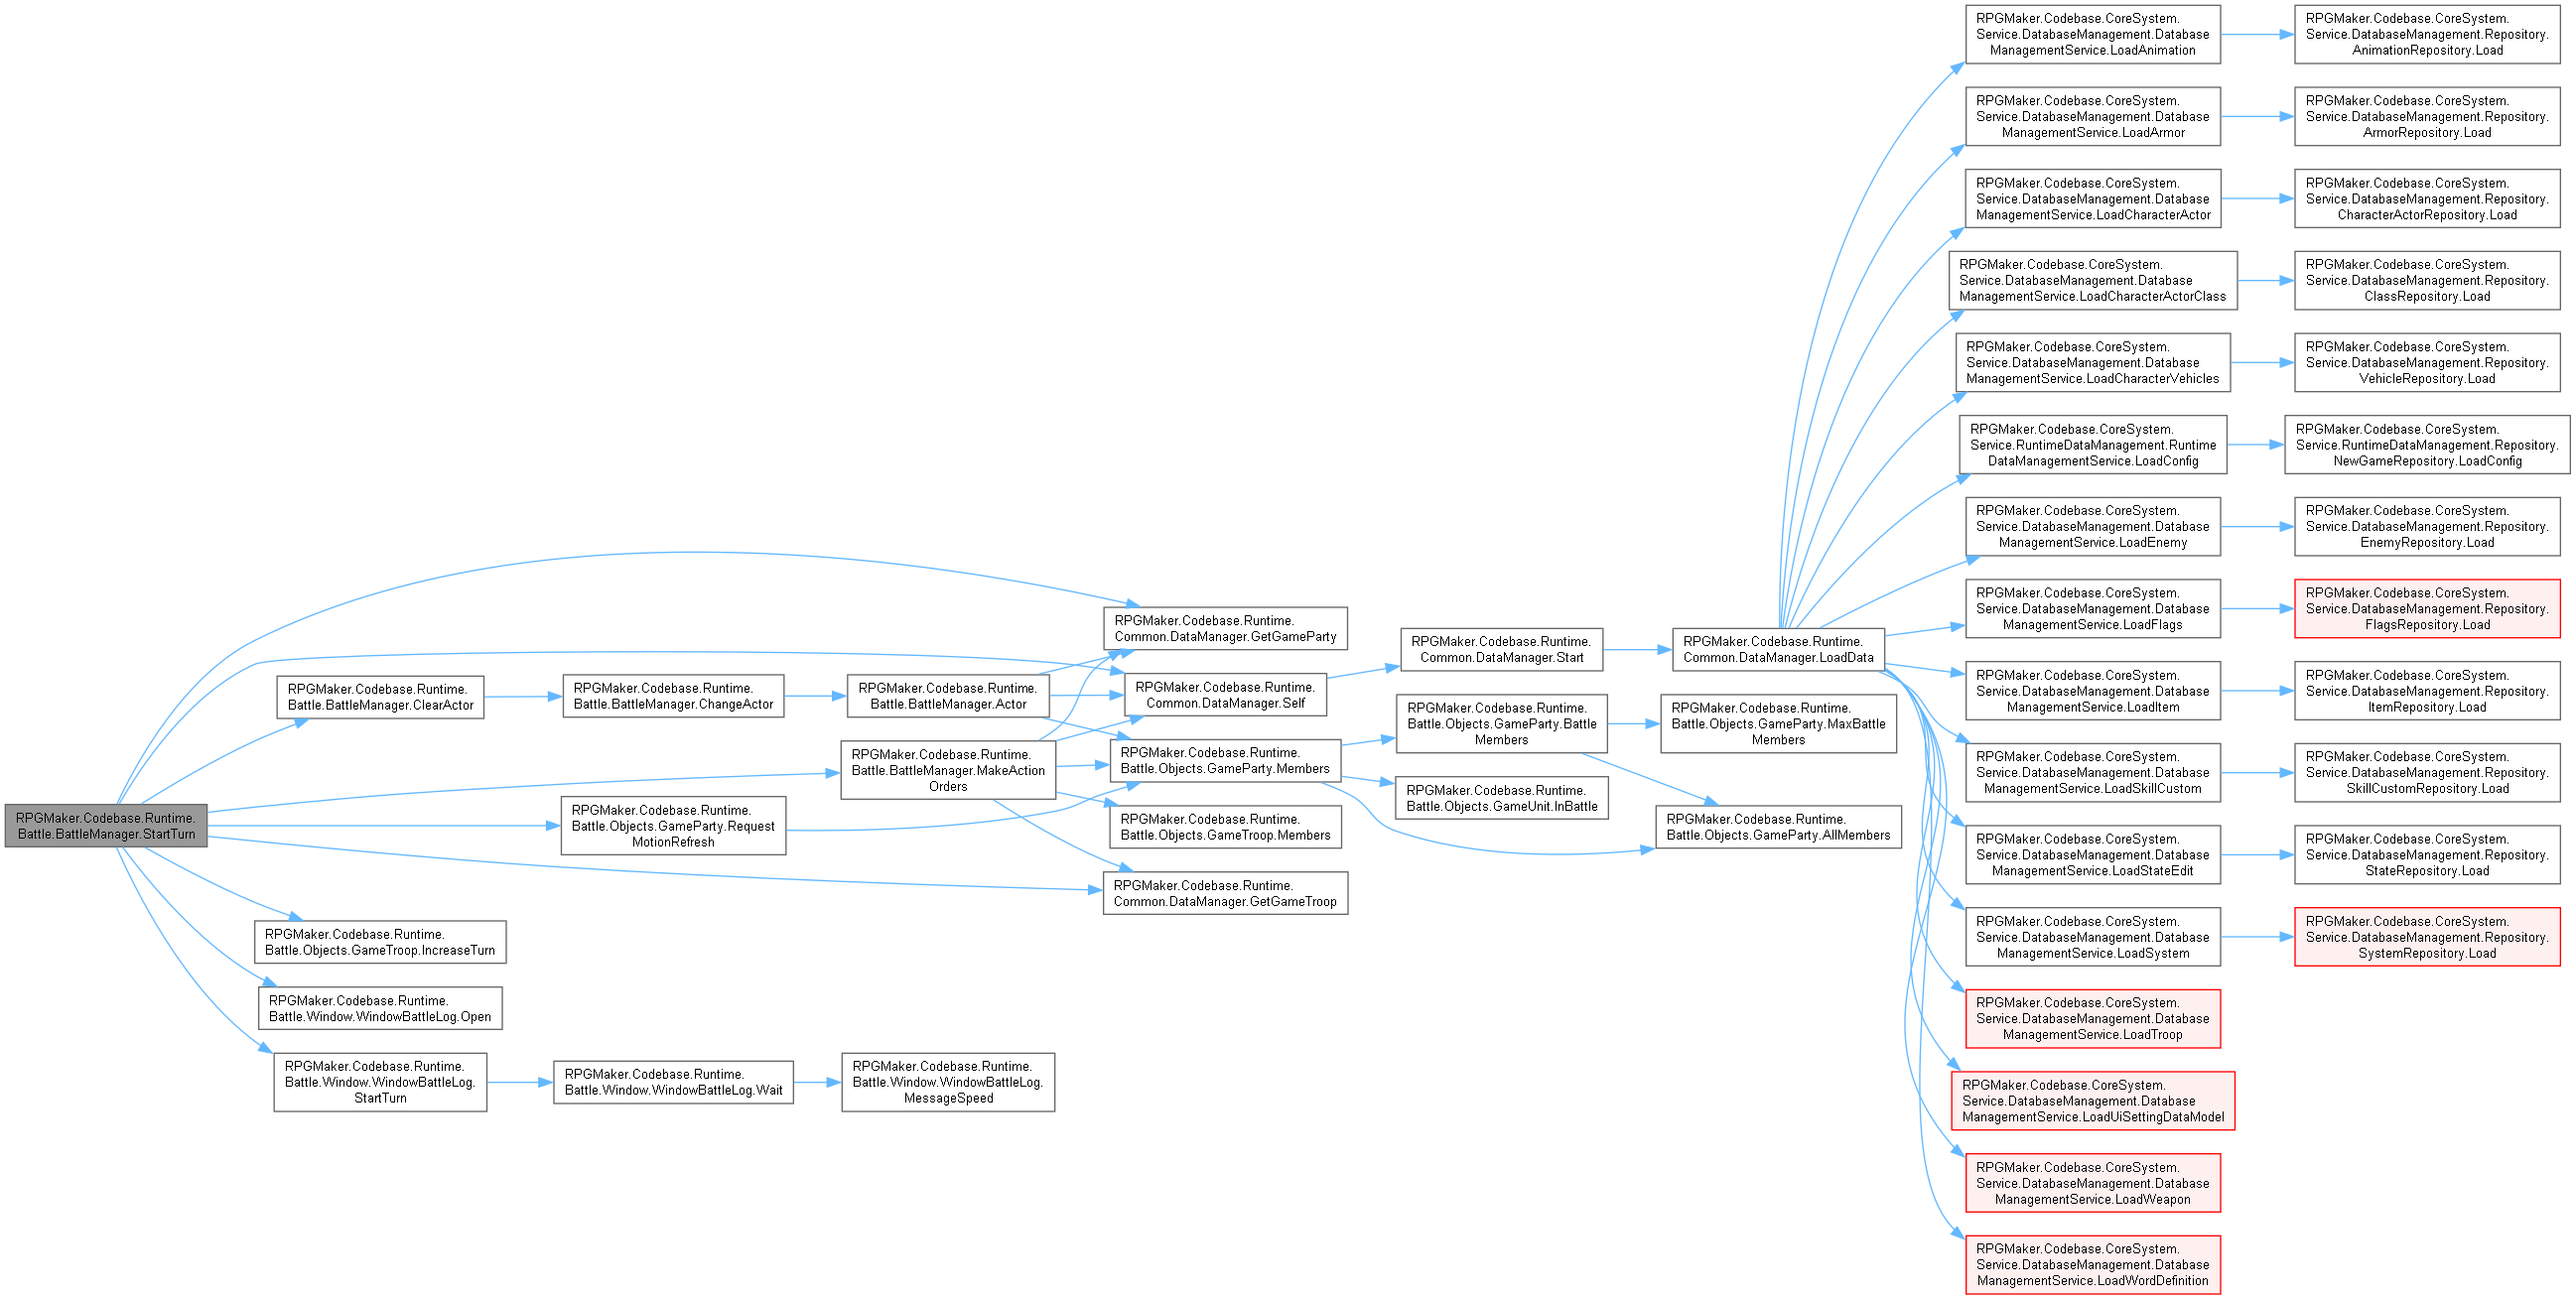 RPGMaker.Codebase.Runtime.
Battle.BattleManager.StartTurn
RPGMaker.Codebase.Runtime.
Battle.BattleManager.ClearActor
RPGMaker.Codebase.Runtime.
Battle.Objects.GameTroop.IncreaseTurn
RPGMaker.Codebase.Runtime.
Battle.Window.WindowBattleLog.Open
RPGMaker.Codebase.Runtime.
Battle.Window.WindowBattleLog.
StartTurn
RPGMaker.Codebase.Runtime.
Battle.BattleManager.ChangeActor
RPGMaker.Codebase.Runtime.
Battle.Objects.GameParty.Request
MotionRefresh
RPGMaker.Codebase.Runtime.
Battle.Window.WindowBattleLog.Wait
RPGMaker.Codebase.Runtime.
Battle.BattleManager.Actor
RPGMaker.Codebase.Runtime.
Battle.BattleManager.MakeAction
Orders
RPGMaker.Codebase.Runtime.
Battle.Window.WindowBattleLog.
MessageSpeed
RPGMaker.Codebase.Runtime.
Common.DataManager.GetGameParty
RPGMaker.Codebase.Runtime.
Common.DataManager.Self
RPGMaker.Codebase.Runtime.
Battle.Objects.GameParty.Members
RPGMaker.Codebase.Runtime.
Battle.Objects.GameTroop.Members
RPGMaker.Codebase.Runtime.
Common.DataManager.GetGameTroop
RPGMaker.Codebase.Runtime.
Common.DataManager.Start
RPGMaker.Codebase.Runtime.
Battle.Objects.GameParty.Battle
Members
RPGMaker.Codebase.Runtime.
Battle.Objects.GameUnit.InBattle
RPGMaker.Codebase.Runtime.
Common.DataManager.LoadData
RPGMaker.Codebase.Runtime.
Battle.Objects.GameParty.MaxBattle
Members
RPGMaker.Codebase.Runtime.
Battle.Objects.GameParty.AllMembers
RPGMaker.Codebase.CoreSystem.
Service.DatabaseManagement.Database
ManagementService.LoadAnimation
RPGMaker.Codebase.CoreSystem.
Service.DatabaseManagement.Repository.
AnimationRepository.Load
RPGMaker.Codebase.CoreSystem.
Service.DatabaseManagement.Database
ManagementService.LoadArmor
RPGMaker.Codebase.CoreSystem.
Service.DatabaseManagement.Repository.
ArmorRepository.Load
RPGMaker.Codebase.CoreSystem.
Service.DatabaseManagement.Database
ManagementService.LoadCharacterActor
RPGMaker.Codebase.CoreSystem.
Service.DatabaseManagement.Repository.
CharacterActorRepository.Load
RPGMaker.Codebase.CoreSystem.
Service.DatabaseManagement.Database
ManagementService.LoadCharacterActorClass
RPGMaker.Codebase.CoreSystem.
Service.DatabaseManagement.Repository.
ClassRepository.Load
RPGMaker.Codebase.CoreSystem.
Service.DatabaseManagement.Database
ManagementService.LoadCharacterVehicles
RPGMaker.Codebase.CoreSystem.
Service.DatabaseManagement.Repository.
VehicleRepository.Load
RPGMaker.Codebase.CoreSystem.
Service.RuntimeDataManagement.Runtime
DataManagementService.LoadConfig
RPGMaker.Codebase.CoreSystem.
Service.RuntimeDataManagement.Repository.
NewGameRepository.LoadConfig
RPGMaker.Codebase.CoreSystem.
Service.DatabaseManagement.Database
ManagementService.LoadEnemy
RPGMaker.Codebase.CoreSystem.
Service.DatabaseManagement.Repository.
EnemyRepository.Load
RPGMaker.Codebase.CoreSystem.
Service.DatabaseManagement.Database
ManagementService.LoadFlags
RPGMaker.Codebase.CoreSystem.
Service.DatabaseManagement.Repository.
FlagsRepository.Load
RPGMaker.Codebase.CoreSystem.
Service.DatabaseManagement.Database
ManagementService.LoadItem
RPGMaker.Codebase.CoreSystem.
Service.DatabaseManagement.Repository.
ItemRepository.Load
RPGMaker.Codebase.CoreSystem.
Service.DatabaseManagement.Database
ManagementService.LoadSkillCustom
RPGMaker.Codebase.CoreSystem.
Service.DatabaseManagement.Repository.
SkillCustomRepository.Load
RPGMaker.Codebase.CoreSystem.
Service.DatabaseManagement.Database
ManagementService.LoadStateEdit
RPGMaker.Codebase.CoreSystem.
Service.DatabaseManagement.Repository.
StateRepository.Load
RPGMaker.Codebase.CoreSystem.
Service.DatabaseManagement.Database
ManagementService.LoadSystem
RPGMaker.Codebase.CoreSystem.
Service.DatabaseManagement.Repository.
SystemRepository.Load
RPGMaker.Codebase.CoreSystem.
Service.DatabaseManagement.Database
ManagementService.LoadTroop
RPGMaker.Codebase.CoreSystem.
Service.DatabaseManagement.Database
ManagementService.LoadUiSettingDataModel
RPGMaker.Codebase.CoreSystem.
Service.DatabaseManagement.Database
ManagementService.LoadWeapon
RPGMaker.Codebase.CoreSystem.
Service.DatabaseManagement.Database
ManagementService.LoadWordDefinition